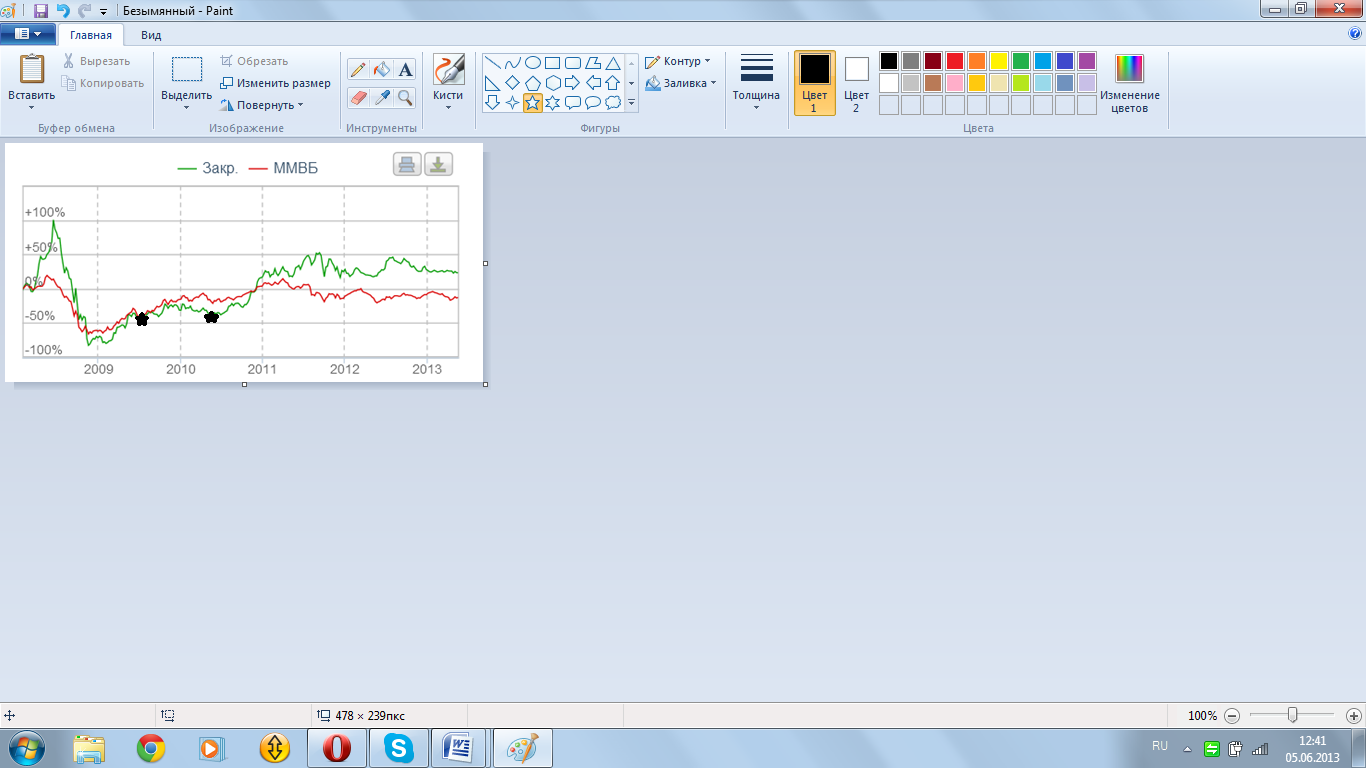 Безымянный - Paint
Главная Вид
Вставить
Вырезать
Копировать
Буфер обмена
Выделить
Обрезать
Изменить размер
Повернуть
Изображение
A
Инструменты
Кисти
Контур
Заливка
Фигуры
Толщина
Цвет 1
Цвет 2
Изменение цветов
Цвета
Закр. ММВБ
+100%
+50%
0%
-50%
-100%
2009 2010 2011 2012 2013
478 × 239пкс
100%
RU
12:41
05.06.2013